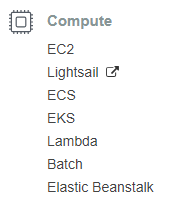 Compute
EC2
Lightsail
ECS
EKS
Lambda
Batch
Elastic Beanstalk